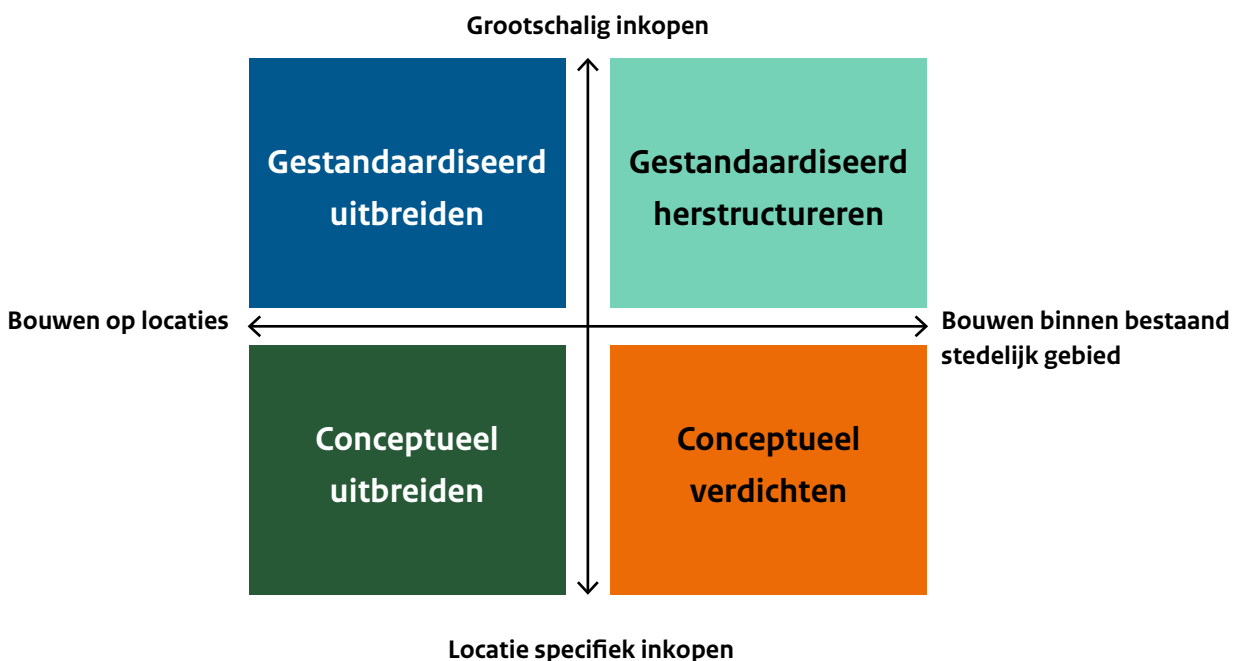 Grootschalig inkopen
Gestandaardiseerd
uitbreiden
Gestandaardiseerd
herstructureren
Bouwen op locaties
Bouwen binnen bestaand
stedelijk gebied
Conceptueel
uitbreiden
Conceptueel
verdichten
Locatie specifiek inkopen